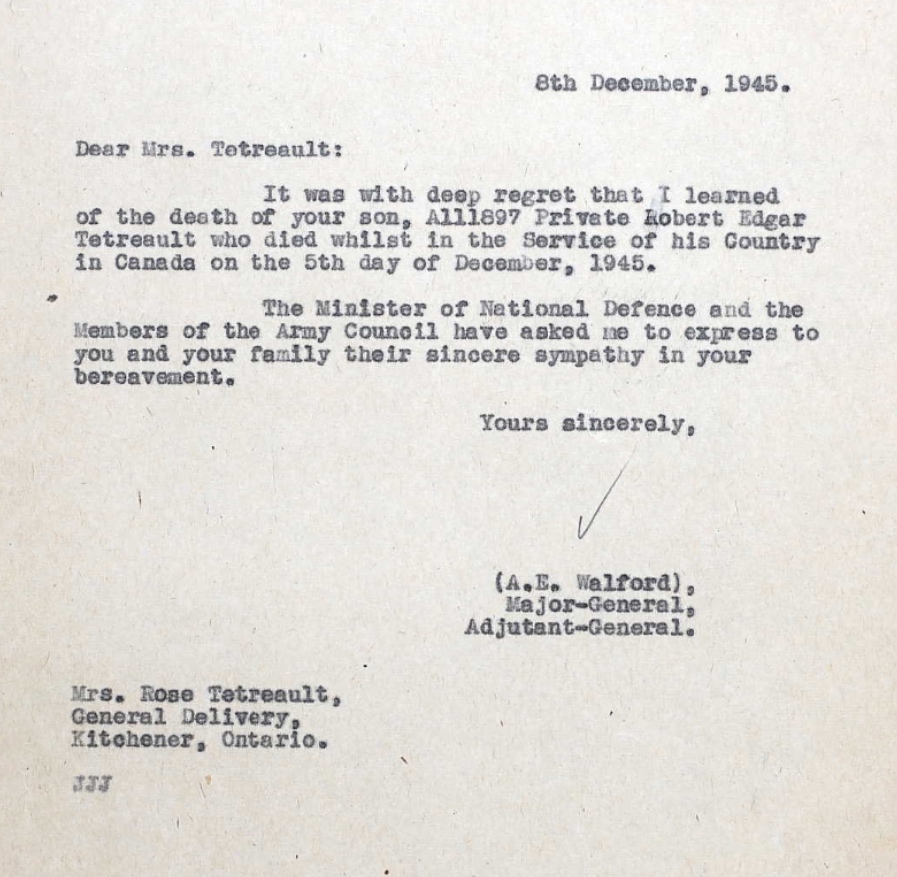 8th December, 1945.
Dear Mrs. Tetreault:
It was with deep regret that I learned
of the death of your son, A111897 Private Robert Edgar
Tetreault who died whilst in the Service of his Country
in Canada on the 5th day of December, 1945.
The Minister of National Defence and the
Members of the Army Council have asked me to express to
you and your family their sincere sympathy in your
bereavement.
Yours sincerely,
(A.E. Walford),
Major-General,
Adjutant-General.
Mrs. Rose Tetreault,
General Delivery,
Kitchener, Ontario.
JJJ